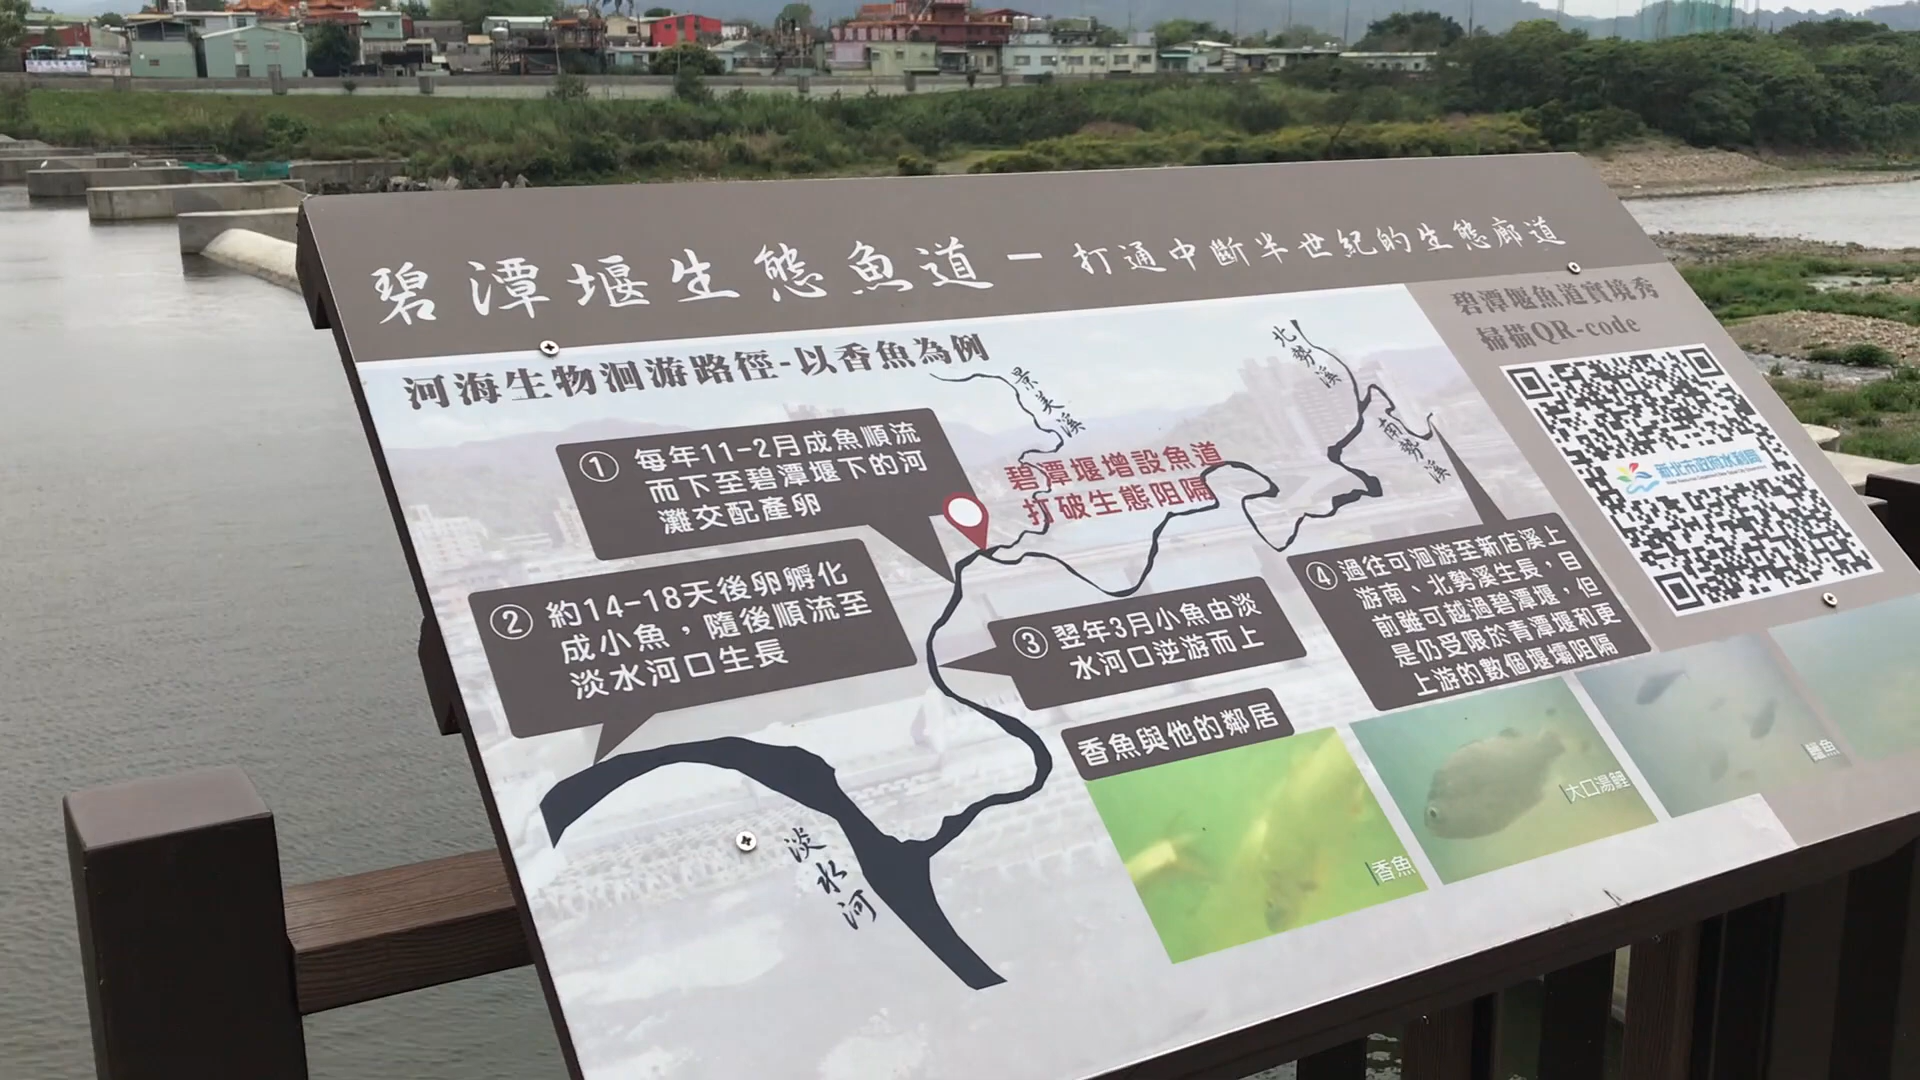 碧潭堰生態魚道 - 打通中斷半世紀的生態廊道
河海生物洄游路徑-以香魚為例
① 每年11-2月成魚順流
而下至碧潭堰下的河
灘交配產卵
② 約14-18天後卵孵化
成小魚,隨後順流至
淡水河口生長
景美溪
碧潭堰增設魚道
打破生態阻隔
北勢溪
南勢溪
③ 翌年3月小魚由淡
水河口逆游而上
④ 過往可洄游至新店溪上
游南、北勢溪生長,目
前雖可越過碧潭堰,但
是仍受限於青潭堰和更
上游的數個堰壩阻隔
淡水河
香魚與他的鄰居
香魚
大口湯鯉
碧潭堰魚道實境秀
掃描QR-code
新北市政府水利局